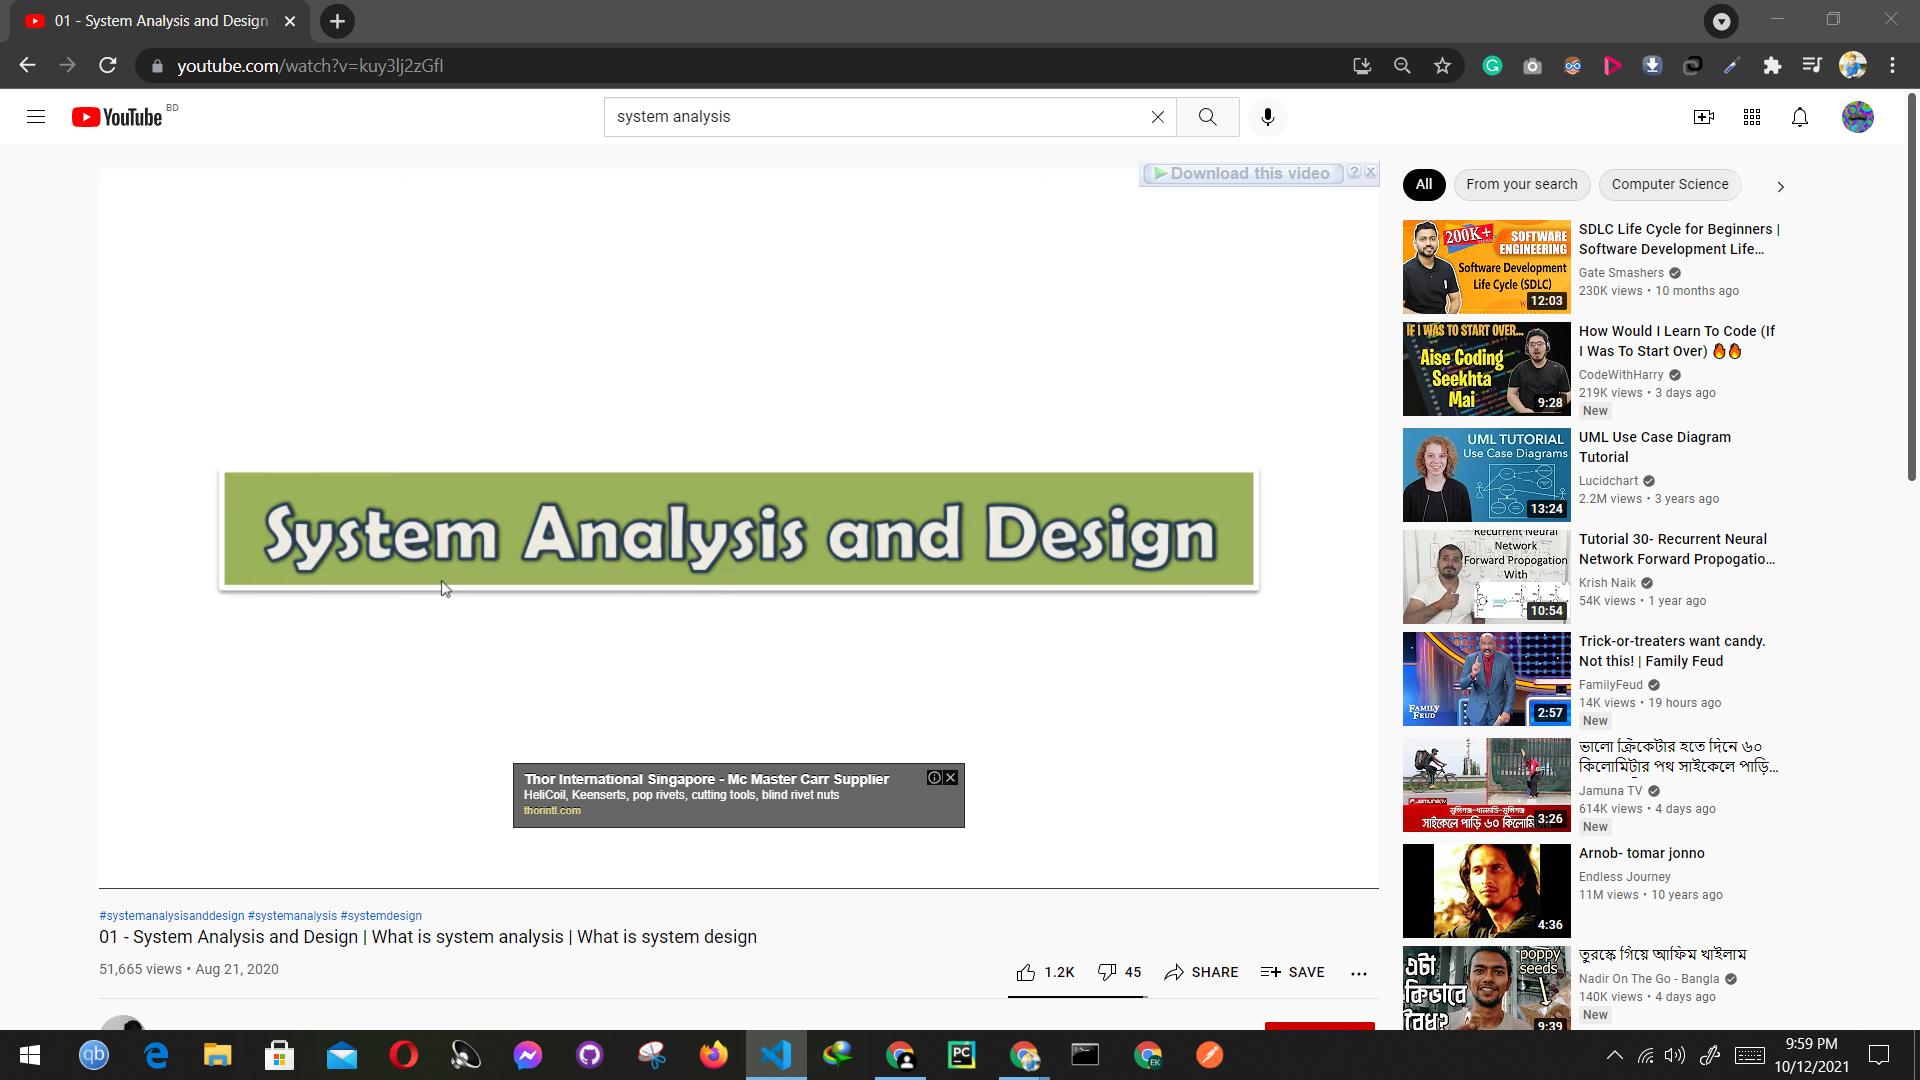 01 - System Analysis and Design
youtube.com/watch?v=kuy3lj2zGfI
YouTube BD
system analysis
Download this video
System Analysis and Design
Thor International Singapore - Mc Master Carr Supplier
HeliCoil, Keenserts, pop rivets, cutting tools, blind rivet nuts
thorintl.com
#systemanalysisanddesign #systemanalysis #systemdesign
01 - System Analysis and Design | What is system analysis | What is system design
51,665 views • Aug 21, 2020
1.2K 45 SHARE SAVE
All From your search Computer Science
200K+ SOFTWARE
ENGINEERING
Software Development
Life Cycle (SDLC)
12:03
SDLC Life Cycle for Beginners |
Software Development Life...
Gate Smashers
230K views • 10 months ago
IF I WAS TO START OVER...
Aise Coding
Seekhta
Mai
9:28
How Would I Learn To Code (If
I Was To Start Over) 🔥🔥
CodeWithHarry
219K views • 3 days ago
New
UML TUTORIAL
Use Case Diagrams
13:24
UML Use Case Diagram
Tutorial
Lucidchart
2.2M views • 3 years ago
Recurrent Neural
Network
Forward Propogation
With
10:54
Tutorial 30- Recurrent Neural
Network Forward Propogatio...
Krish Naik
54K views • 1 year ago
FAMILY
FEUD
2:57
Trick-or-treaters want candy.
Not this! | Family Feud
FamilyFeud
14K views • 19 hours ago
New
মুন্সিগঞ্জ-ধানমন্ডি-মুন্সিগঞ্জ
সাইকেলে পাড়ি ৬০ কিলোমি
3:26
ভালো ক্রিকেটার হতে দিনে ৬০
কিলোমিটার পথ সাইকেলে পাড়ি...
Jamuna TV
614K views • 4 days ago
New
4:36
Arnob- tomar jonno
Endless Journey
11M views • 10 years ago
poppy
seeds
এটা
কিভাবে
বৈধ?
9:39
তুরস্কে গিয়ে আফিম খাইলাম
Nadir On The Go - Bangla
140K views • 4 days ago
New
9:59 PM
10/12/2021